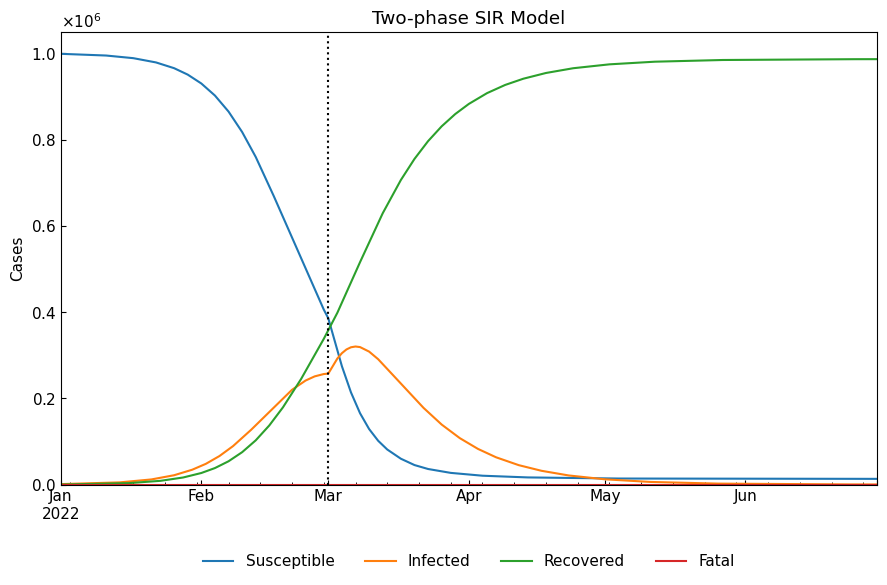 Two-phase SIR Model
×10⁶
1.0
0.8
0.6
0.4
0.2
0.0
Cases
Jan Feb Mar Apr May Jun
2022
Susceptible Infected Recovered Fatal